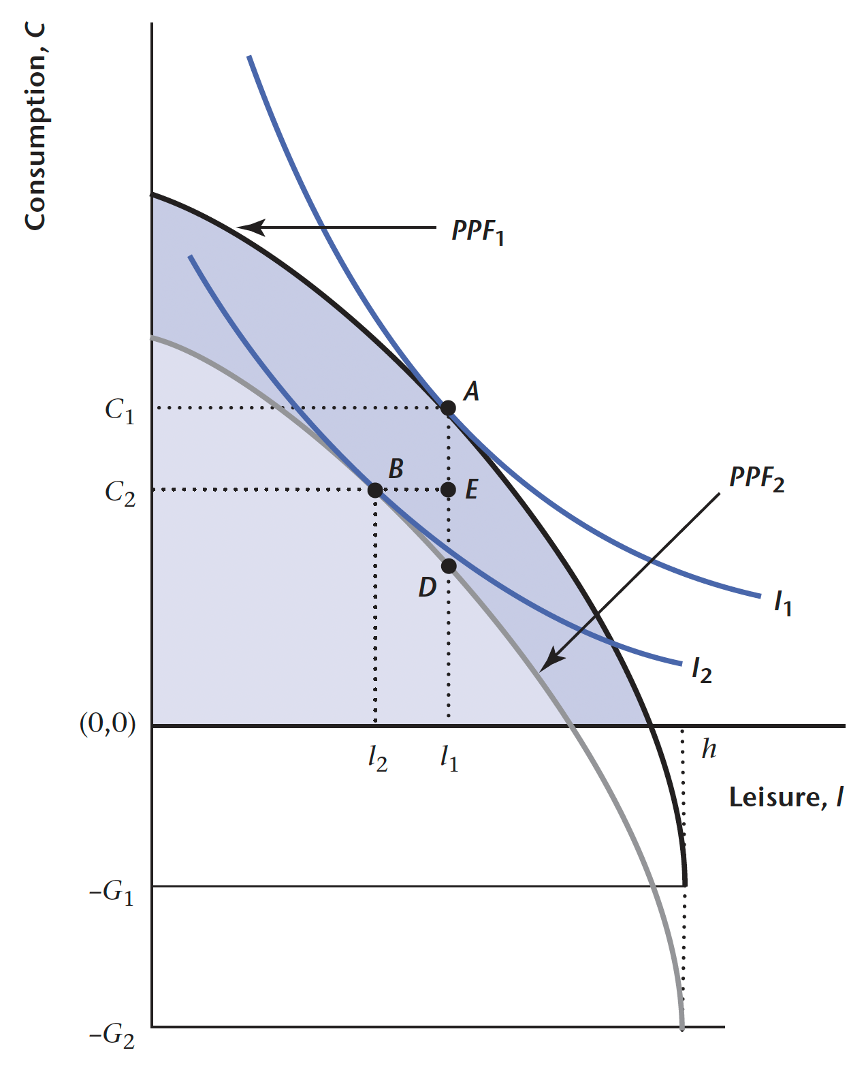 Consumption, C
PPF1
A
C1
B
PPF2
C2
E
D
I1
I2
(0,0)
l2
l1
h
Leisure, l
–G1
–G2